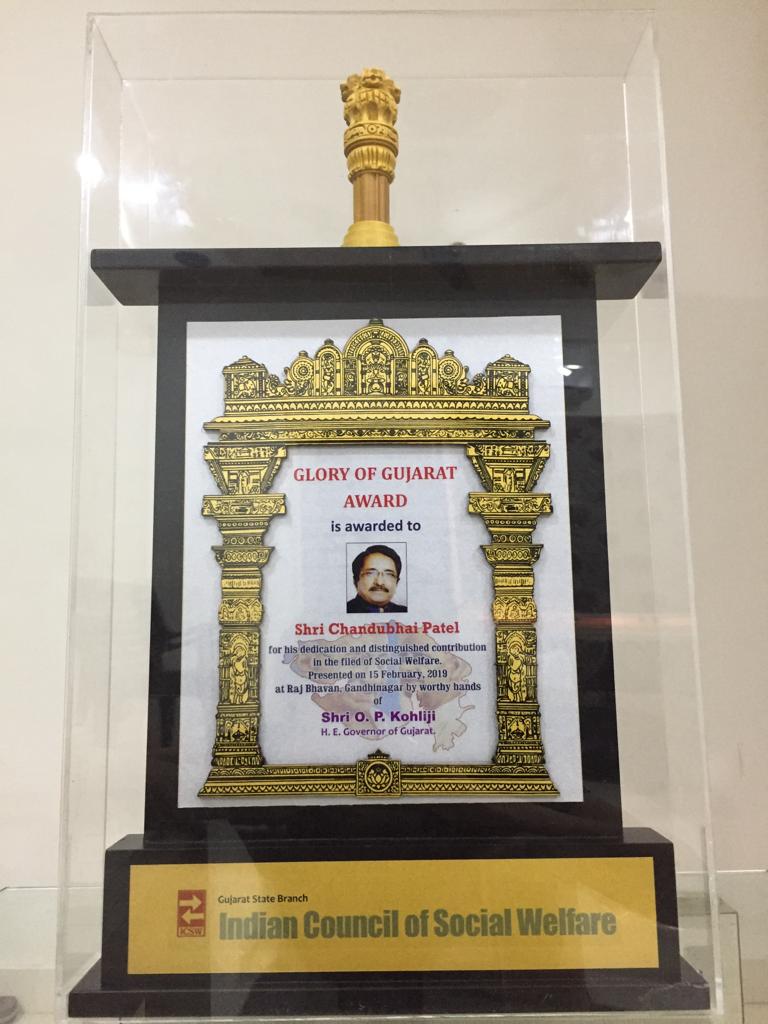 GLORY OF GUJARAT
AWARD
is awarded to
Shri Chandubhai Patel
for his dedication and distinguished contribution
in the filed of Social Welfare.
Presented on 15 February, 2019
at Raj Bhavan, Gandhinagar by worthy hands
of
Shri O. P. Kohliji
H. E. Governor of Gujarat.
Gujarat State Branch
ICSW
Indian Council of Social Welfare